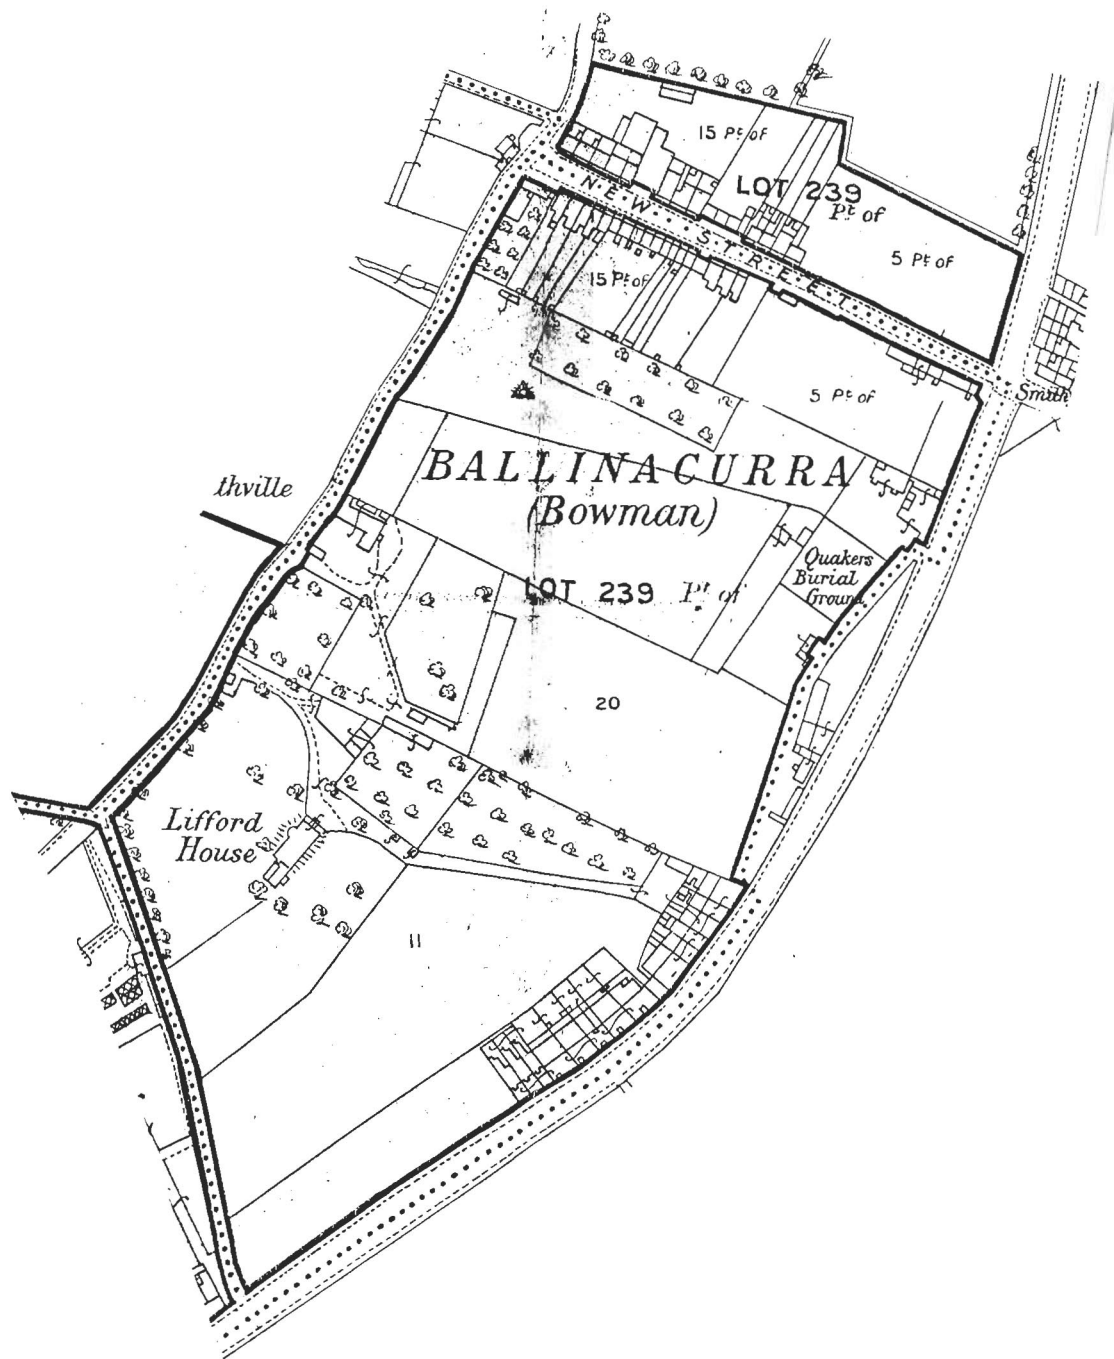 15 Pt of
LOT 239
Pt of
NEW STREET
5 Pt of
15 Pt of
5 Pt of
Smith
BALLINACURRA
(Bowman)
thville
Quakers
Burial
Ground
LOT 239 Pt of
20
Lifford
House
11